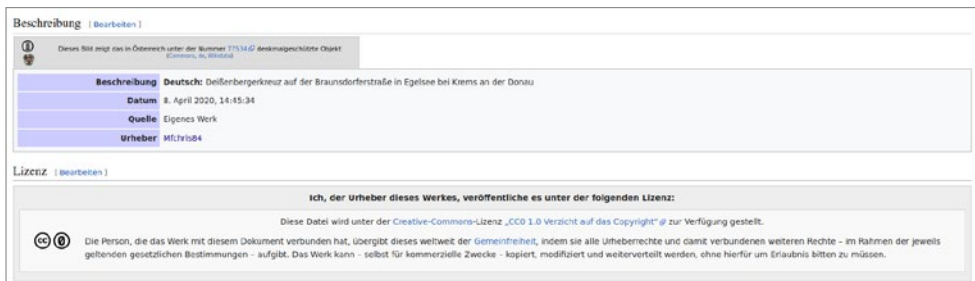 Beschreibung [ Bearbeiten ]
Dieses Bild zeigt das in Österreich unter der Nummer 77534 denkmalgeschützte Objekt
(Commons, de, Wikidata)
Beschreibung Deutsch: Deißenbergerkreuz auf der Braunsdorferstraße in Egelsee bei Krems an der Donau
Datum 8. April 2020, 14:45:34
Quelle Eigenes Werk
Urheber Mfchris84
Lizenz [ Bearbeiten ]
Ich, der Urheber dieses Werkes, veröffentliche es unter der folgenden Lizenz:
Diese Datei wird unter der Creative-Commons-Lizenz „CC0 1.0 Verzicht auf das Copyright“ zur Verfügung gestellt.
Die Person, die das Werk mit diesem Dokument verbunden hat, übergibt dieses weltweit der Gemeinfreiheit, indem sie alle Urheberrechte und damit verbundenen weiteren Rechte – im Rahmen der jeweils
geltenden gesetzlichen Bestimmungen – aufgibt. Das Werk kann – selbst für kommerzielle Zwecke – kopiert, modifiziert und weiterverteilt werden, ohne hierfür um Erlaubnis bitten zu müssen.